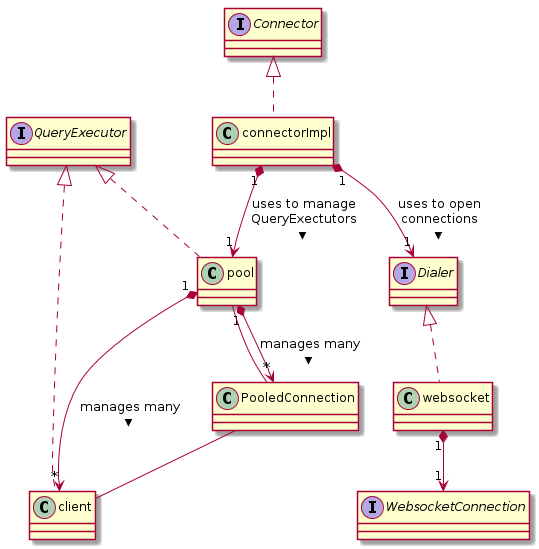 I Connector
I QueryExecutor
C connectorImpl
1
1
uses to manage
QueryExectutors
▼
uses to open
connections
▼
1
1
C pool
I Dialer
1
1
manages many
▼
*
C PooledConnection
C websocket
manages many
▼
1
*
1
C client
I WebsocketConnection